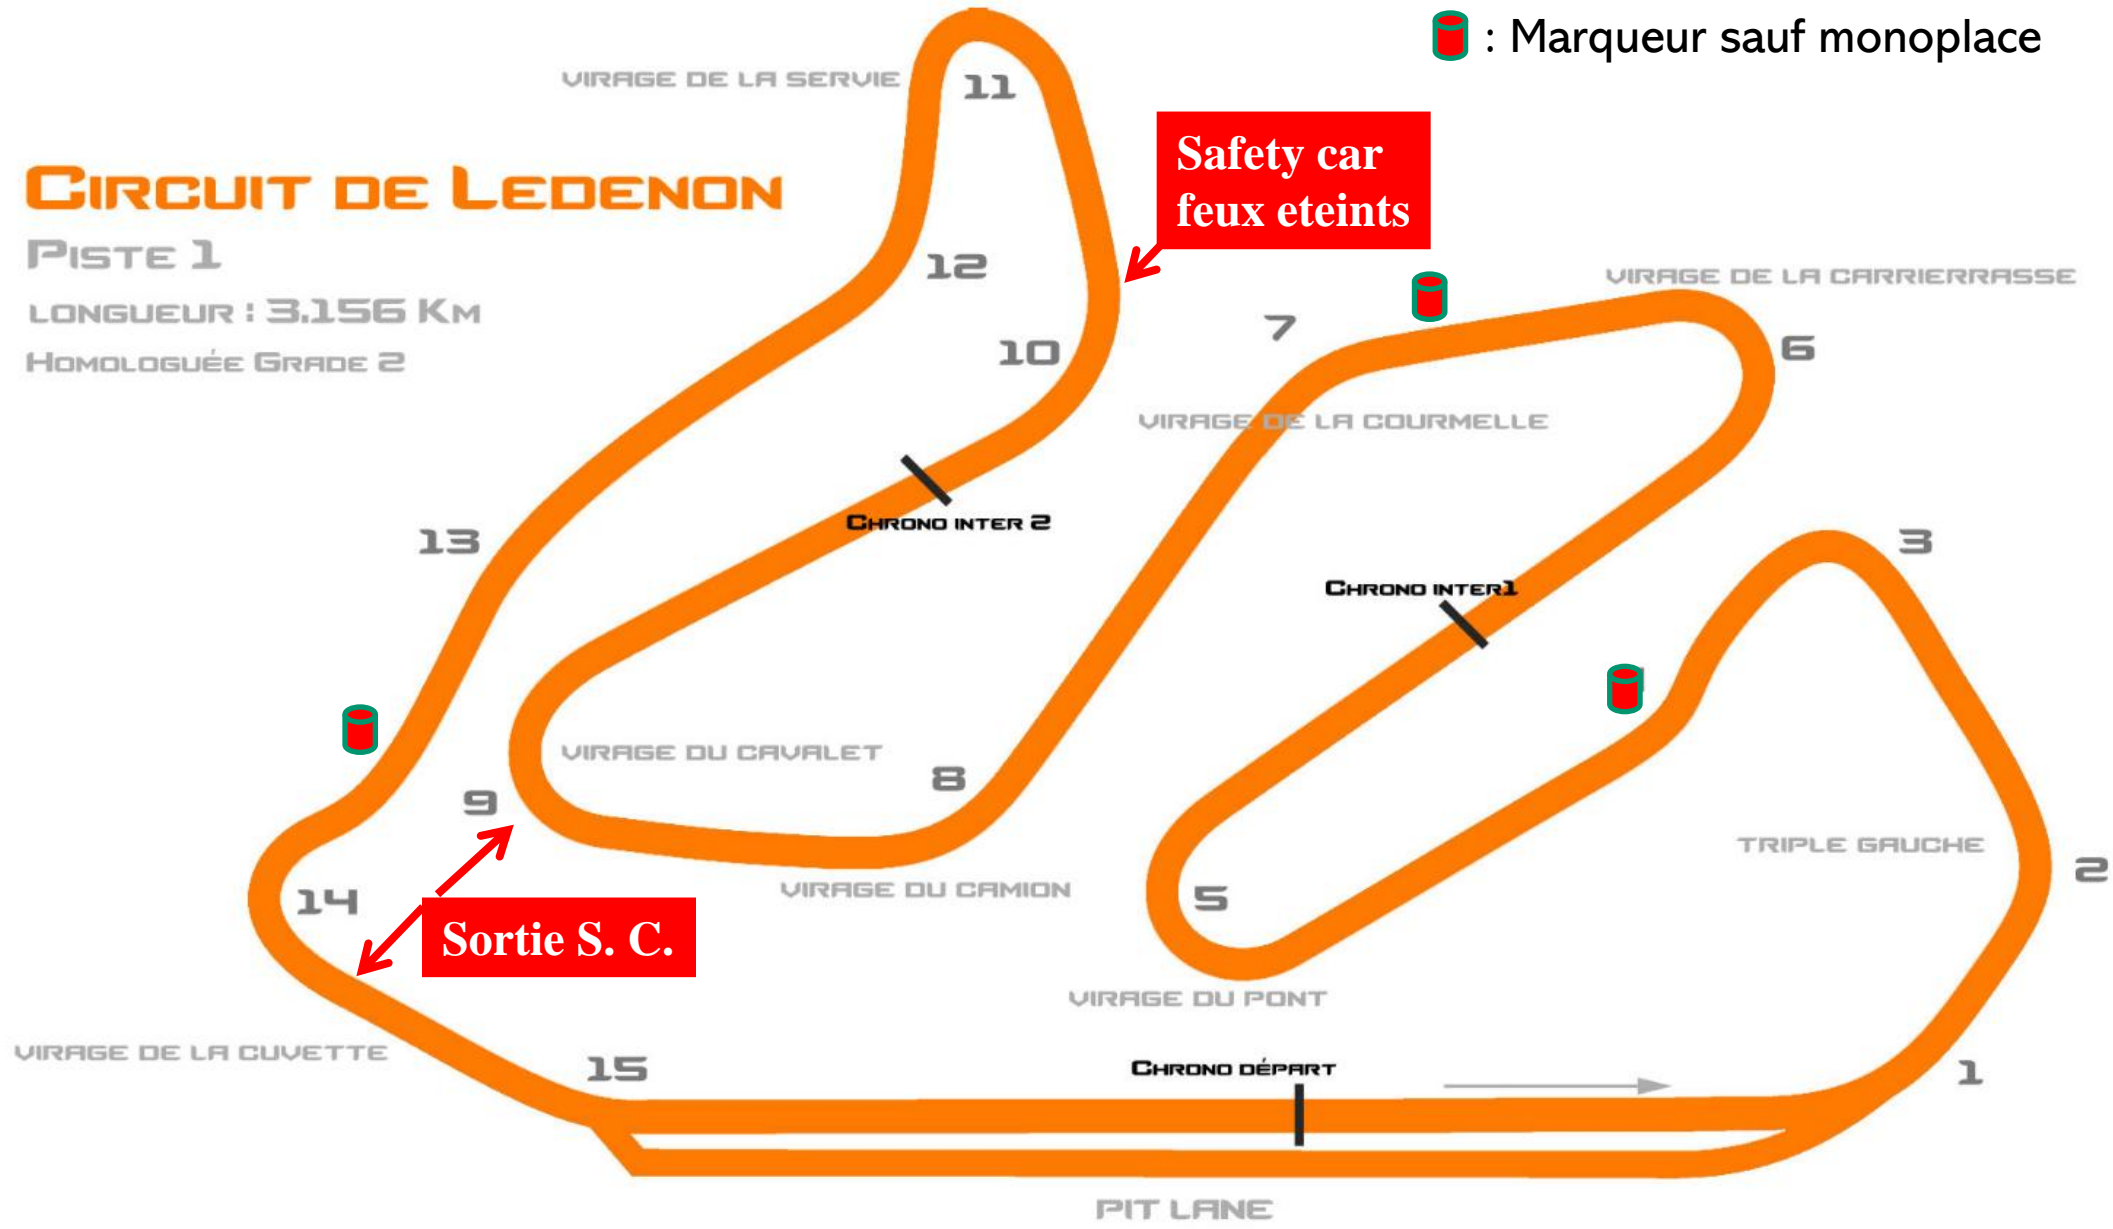 : Marqueur sauf monoplace
VIRAGE DE LA SERVIE
11
Safety car
feux eteints
CIRCUIT DE LEDENON
PISTE 1
LONGUEUR : 3.156 KM
HOMOLOGUÉE GRADE 2
12
10
7
VIRAGE DE LA CARRIERRASSE
6
VIRAGE DE LA COURMELLE
CHRONO INTER 2
13
3
CHRONO INTER1
VIRAGE DU CAVALET
8
9
TRIPLE GAUCHE
2
VIRAGE DU CAMION
14
5
Sortie S. C.
VIRAGE DU PONT
VIRAGE DE LA CUVETTE
15
CHRONO DÉPART
1
PIT LANE